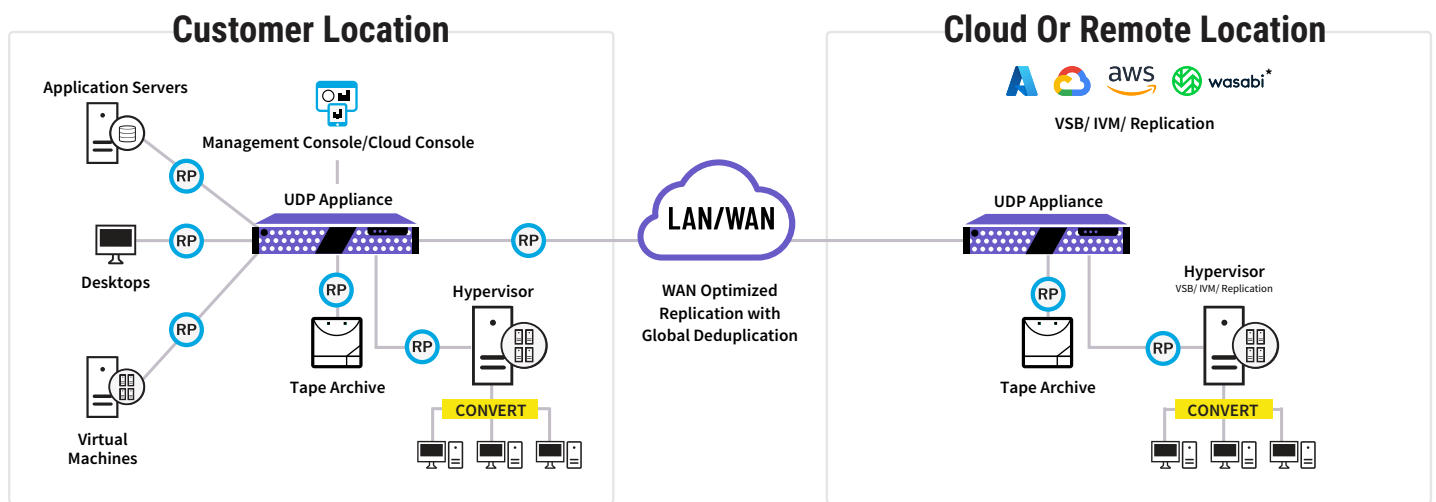 Customer Location
Application Servers
Management Console/Cloud Console
RP
UDP Appliance
RP
Desktops
RP
RP
RP
Hypervisor
RP
Tape Archive
RP
CONVERT
Virtual
Machines
LAN/WAN
WAN Optimized
Replication with
Global Deduplication
Cloud Or Remote Location
aws
wasabi*
VSB/ IVM/ Replication
UDP Appliance
Hypervisor
VSB/ IVM/ Replication
RP
RP
Tape Archive
CONVERT